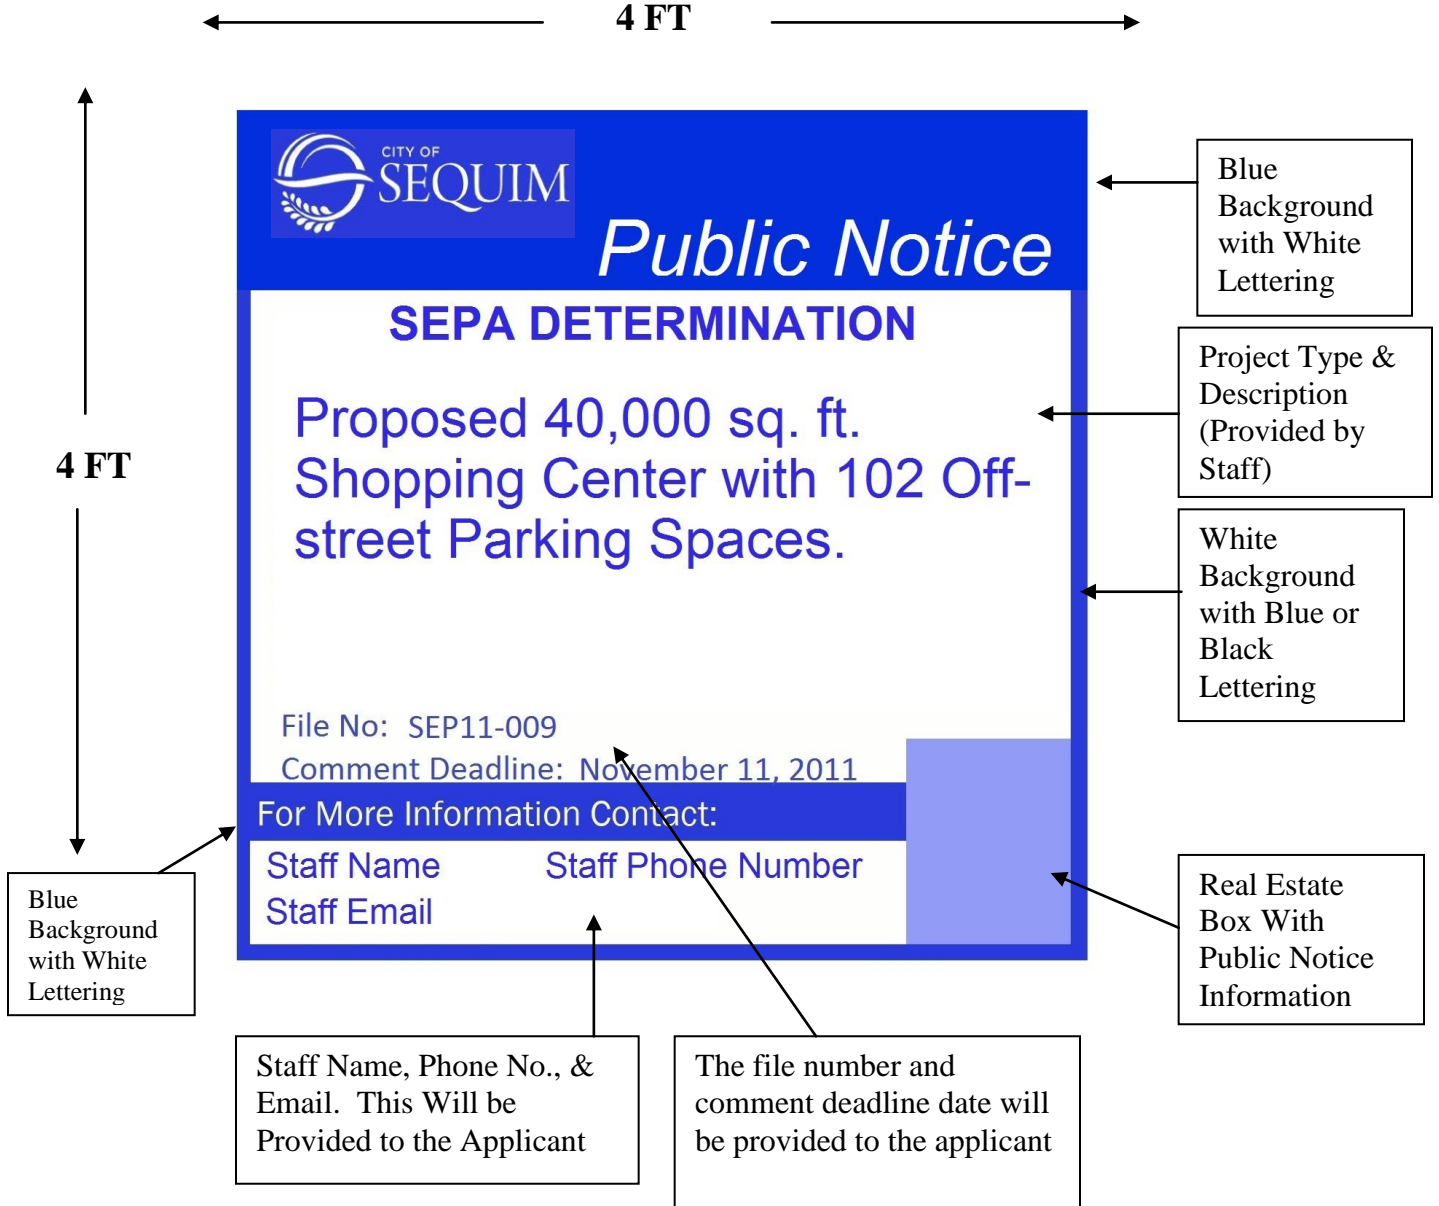 4 FT
CITY OF
SEQUIM
Public Notice
SEPA DETERMINATION
Proposed 40,000 sq. ft.
Shopping Center with 102 Off-
street Parking Spaces.
File No: SEP11-009
Comment Deadline: November 11, 2011
For More Information Contact:
Staff Name Staff Phone Number
Staff Email
4 FT
Blue
Background
with White
Lettering
Project Type &
Description
(Provided by
Staff)
White
Background
with Blue or
Black
Lettering
Real Estate
Box With
Public Notice
Information
Blue
Background
with White
Lettering
Staff Name, Phone No., &
Email. This Will be
Provided to the Applicant
The file number and
comment deadline date will
be provided to the applicant